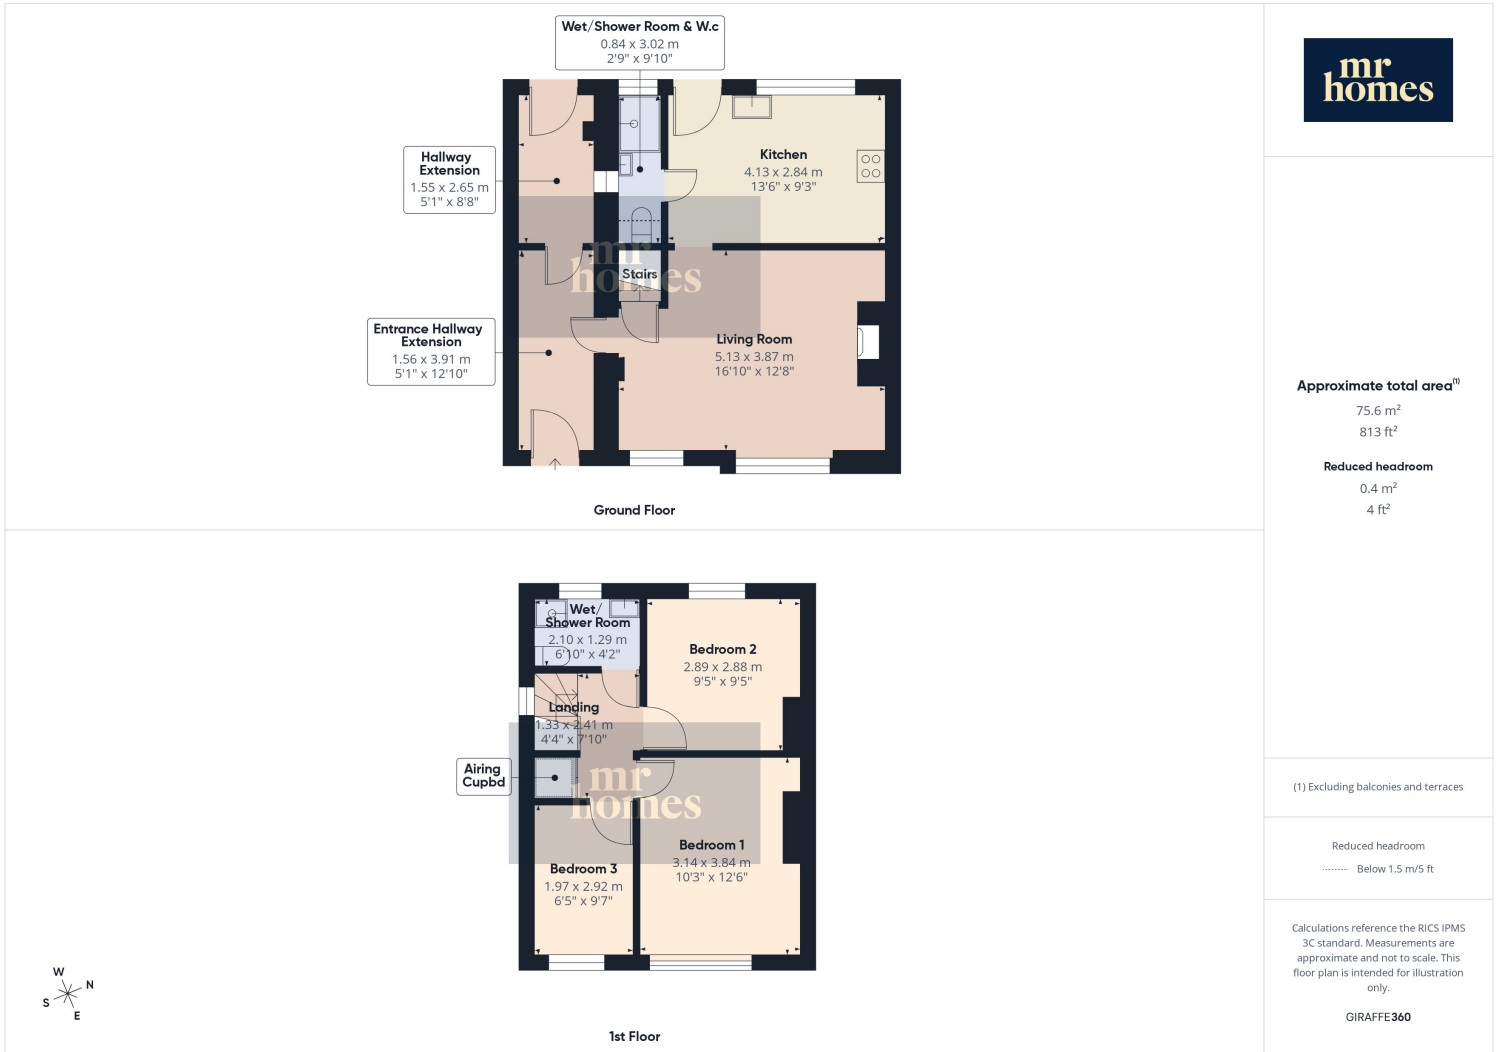 Wet/Shower Room & W.c
0.84 x 3.02 m
2'9" x 9'10"
Hallway
Extension
1.55 x 2.65 m
5'1" x 8'8"
Kitchen
4.13 x 2.84 m
13'6" x 9'3"
mr
homes
Stairs
Entrance Hallway
Extension
1.56 x 3.91 m
5'1" x 12'10"
Living Room
5.13 x 3.87 m
16'10" x 12'8"
Ground Floor
Wet/
Shower Room
2.10 x 1.29 m
6'10" x 4'2"
Bedroom 2
2.89 x 2.88 m
9'5" x 9'5"
Landing
1.33 x 2.41 m
4'4" x 7'10"
Airing
Cupbd
mr
homes
Bedroom 1
3.14 x 3.84 m
10'3" x 12'6"
Bedroom 3
1.97 x 2.92 m
6'5" x 9'7"
W
N
S
E
1st Floor
mr
homes
Approximate total area(1)
75.6 m²
813 ft²
Reduced headroom
0.4 m²
4 ft²
(1) Excluding balconies and terraces
Reduced headroom
Below 1.5 m/5 ft
Calculations reference the RICS IPMS
3C standard. Measurements are
approximate and not to scale. This
floor plan is intended for illustration
only.
GIRAFFE360